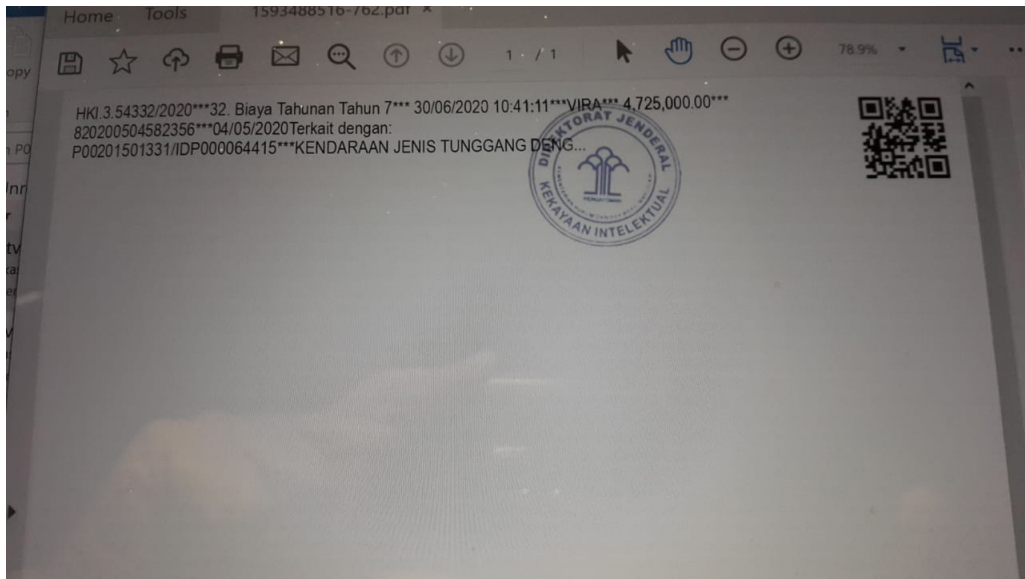 Home Tools 1593488516-762.pdf ×
1 / 1 78.9%
HKI.3.54332/2020***32. Biaya Tahunan Tahun 7*** 30/06/2020 10:41:11***VIRA*** 4,725,000.00***
820200504582356***04/05/2020Terkait dengan:
P00201501331/IDP000064415***KENDARAAN JENIS TUNGGANG DENG...
DIREKTORAT JENDERAL
KEKAYAAN INTELEKTUAL
opy